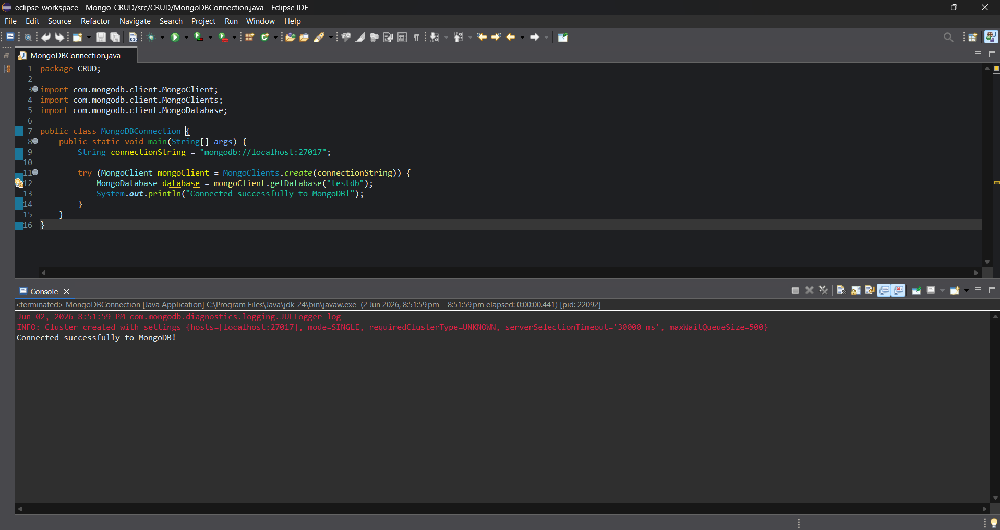 eclipse-workspace - Mongo_CRUD/src/CRUD/MongoDBConnection.java - Eclipse IDE
File Edit Source Refactor Navigate Search Project Run Window Help
MongoDBConnection.java
1 package CRUD;
2
3 import com.mongodb.client.MongoClient;
4 import com.mongodb.client.MongoClients;
5 import com.mongodb.client.MongoDatabase;
6
7 public class MongoDBConnection {
8     public static void main(String[] args) {
9         String connectionString = "mongodb://localhost:27017";
10
11         try (MongoClient mongoClient = MongoClients.create(connectionString)) {
12             MongoDatabase database = mongoClient.getDatabase("testdb");
13             System.out.println("Connected successfully to MongoDB!");
14         }
15     }
16 }
Console
<terminated> MongoDBConnection [Java Application] C:\Program Files\Java\jdk-24\bin\javaw.exe (2 Jun 2026, 8:51:59 pm – 8:51:59 pm elapsed: 0:00:00.441) [pid: 22092]
Jun 02, 2026 8:51:59 PM com.mongodb.diagnostics.logging.JULLogger log
INFO: Cluster created with settings {hosts=[localhost:27017], mode=SINGLE, requiredClusterType=UNKNOWN, serverSelectionTimeout='30000 ms', maxWaitQueueSize=500}
Connected successfully to MongoDB!